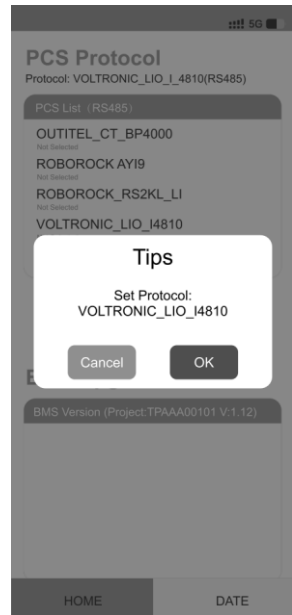 5G
PCS Protocol
Protocol: VOLTRONIC_LIO_I_4810(RS485)
PCS List (RS485)
OUTITEL_CT_BP4000
Not Selected
ROBOROCK AYI9
Not Selected
ROBOROCK_RS2KL_LI
Not Selected
VOLTRONIC_LIO_I4810
Tips
Set Protocol:
VOLTRONIC_LIO_I4810
Cancel
OK
BMS Version (Project:TPAAA00101 V:1.12)
HOME
DATE